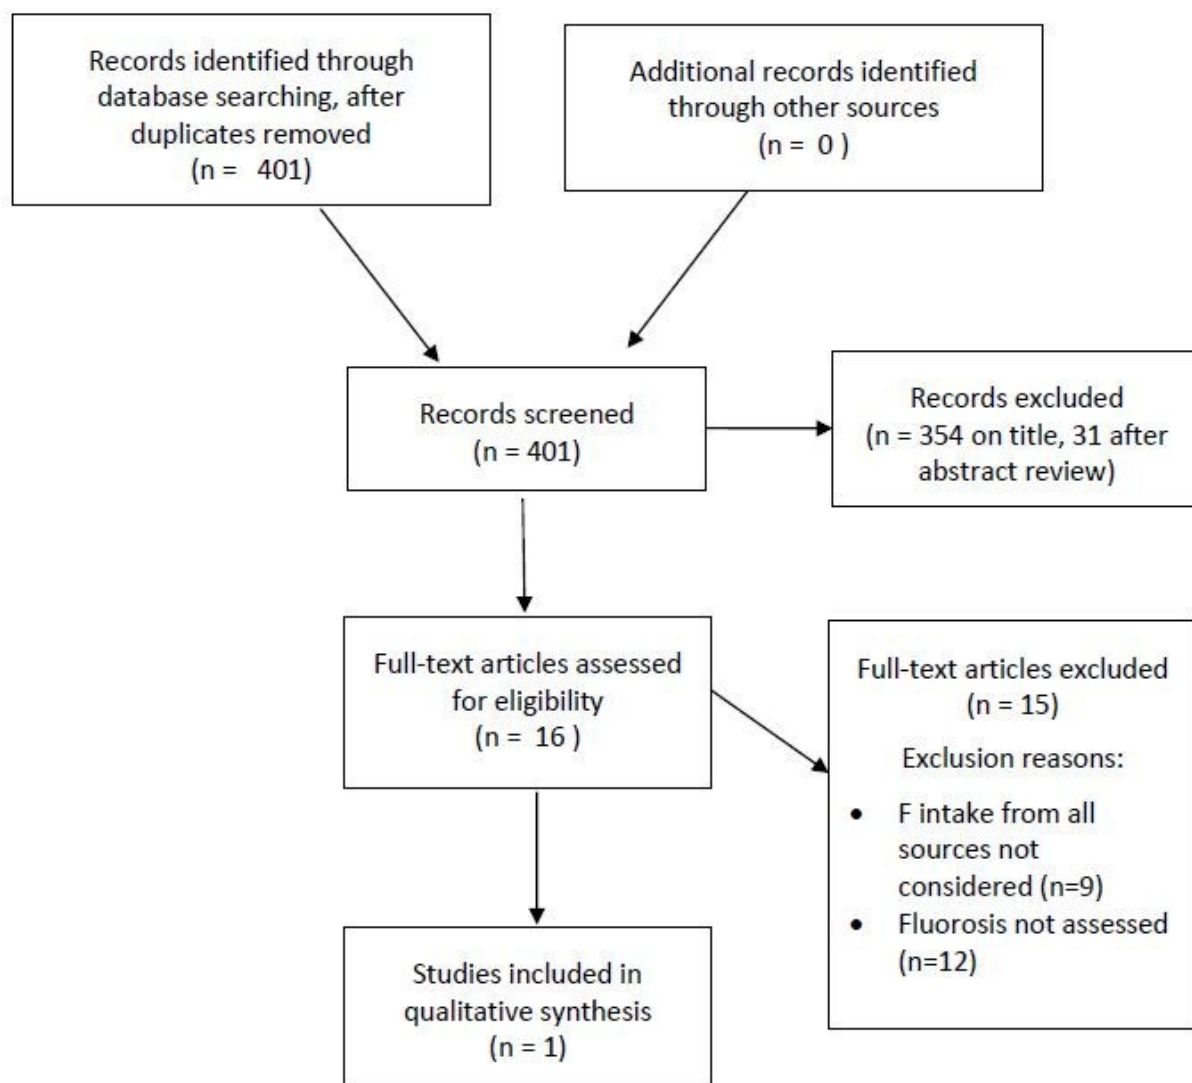 Records identified through
database searching, after
duplicates removed
(n =   401)
Additional records identified
through other sources
(n =  0 )
Records screened
(n = 401)
Records excluded
(n = 354 on title, 31 after
abstract review)
Full-text articles assessed
for eligibility
(n =  16 )
Full-text articles excluded
(n = 15)
Exclusion reasons:
• F intake from all
sources not
considered (n=9)
• Fluorosis not assessed
(n=12)
Studies included in
qualitative synthesis
(n = 1)